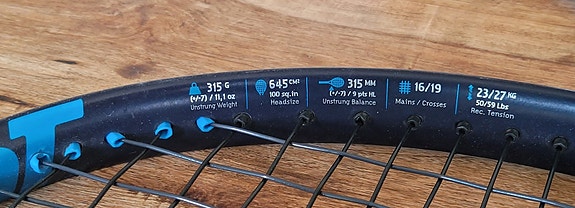 315 G
(+/-7) / 11,1 oz
Unstrung Weight
645 CM²
100 sq.in
Headsize
315 MM
(+/-7) / 9 pts HL
Unstrung Balance
16/19
Mains / Crosses
23/27 KG
50/59 Lbs
Rec. Tension
T